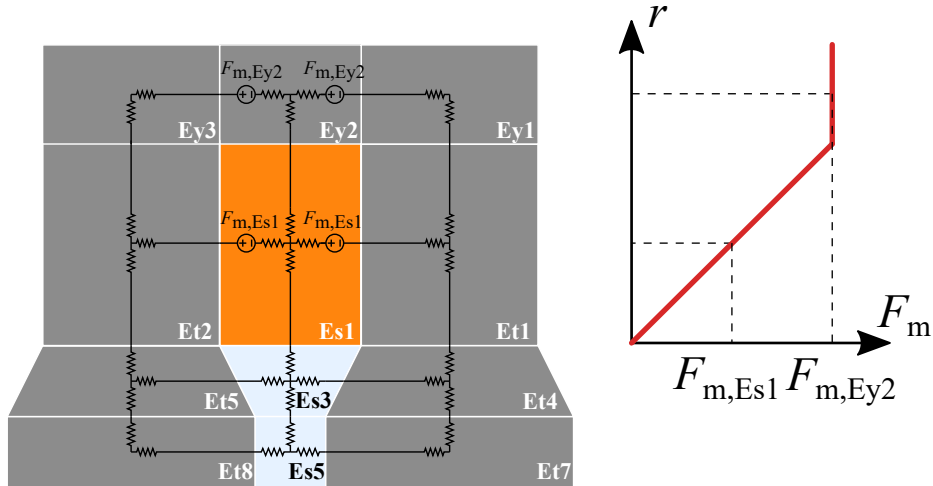 Fm,Ey2 Fm,Ey2
Ey3 Ey2 Ey1
Fm,Es1 Fm,Es1
Et2 Es1 Et1
Et5 Es3 Et4
Et8 Es5 Et7
r
Fm
Fm,Es1 Fm,Ey2